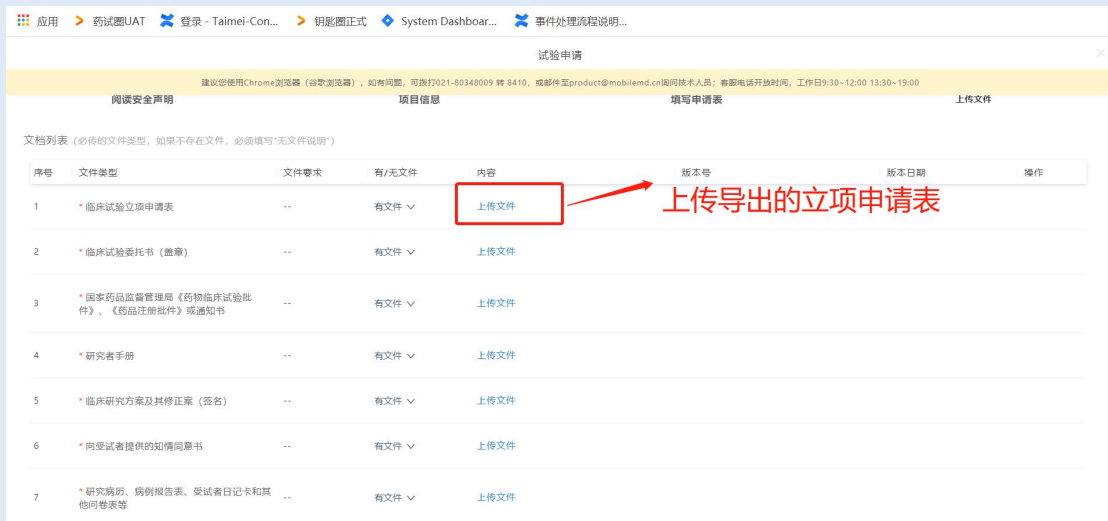 应用 药试圈UAT 登录 - Taimei-Con... 钥匙圈正式 System Dashboar... 事件处理流程说明...
试验申请
建议您使用Chrome浏览器（谷歌浏览器），如有问题，可拨打021-80348009 转 8410，或邮件至product@mobilemd.cn询问技术人员；客服电话开放时间，工作日9:30~12:00 13:30~19:00
阅读安全声明 项目信息 填写申请表 上传文件
文档列表（必传的文件类型，如果不存在文件，必须填写“无文件说明”）
序号 文件类型 文件要求 有/无文件 内容 版本号 版本日期 操作
上传导出的立项申请表
1 * 临床试验立项申请表 -- 有文件 上传文件
2 * 临床试验委托书（盖章） -- 有文件 上传文件
3 * 国家药品监督管理局《药物临床试验批 -- 有文件 上传文件
件》、《药品注册批件》或通知书
4 * 研究者手册 -- 有文件 上传文件
5 * 临床研究方案及其修正案（签名） -- 有文件 上传文件
6 * 向受试者提供的知情同意书 -- 有文件 上传文件
7 * 研究病历、病例报告表、受试者日记卡和其 -- 有文件 上传文件
他问卷表等